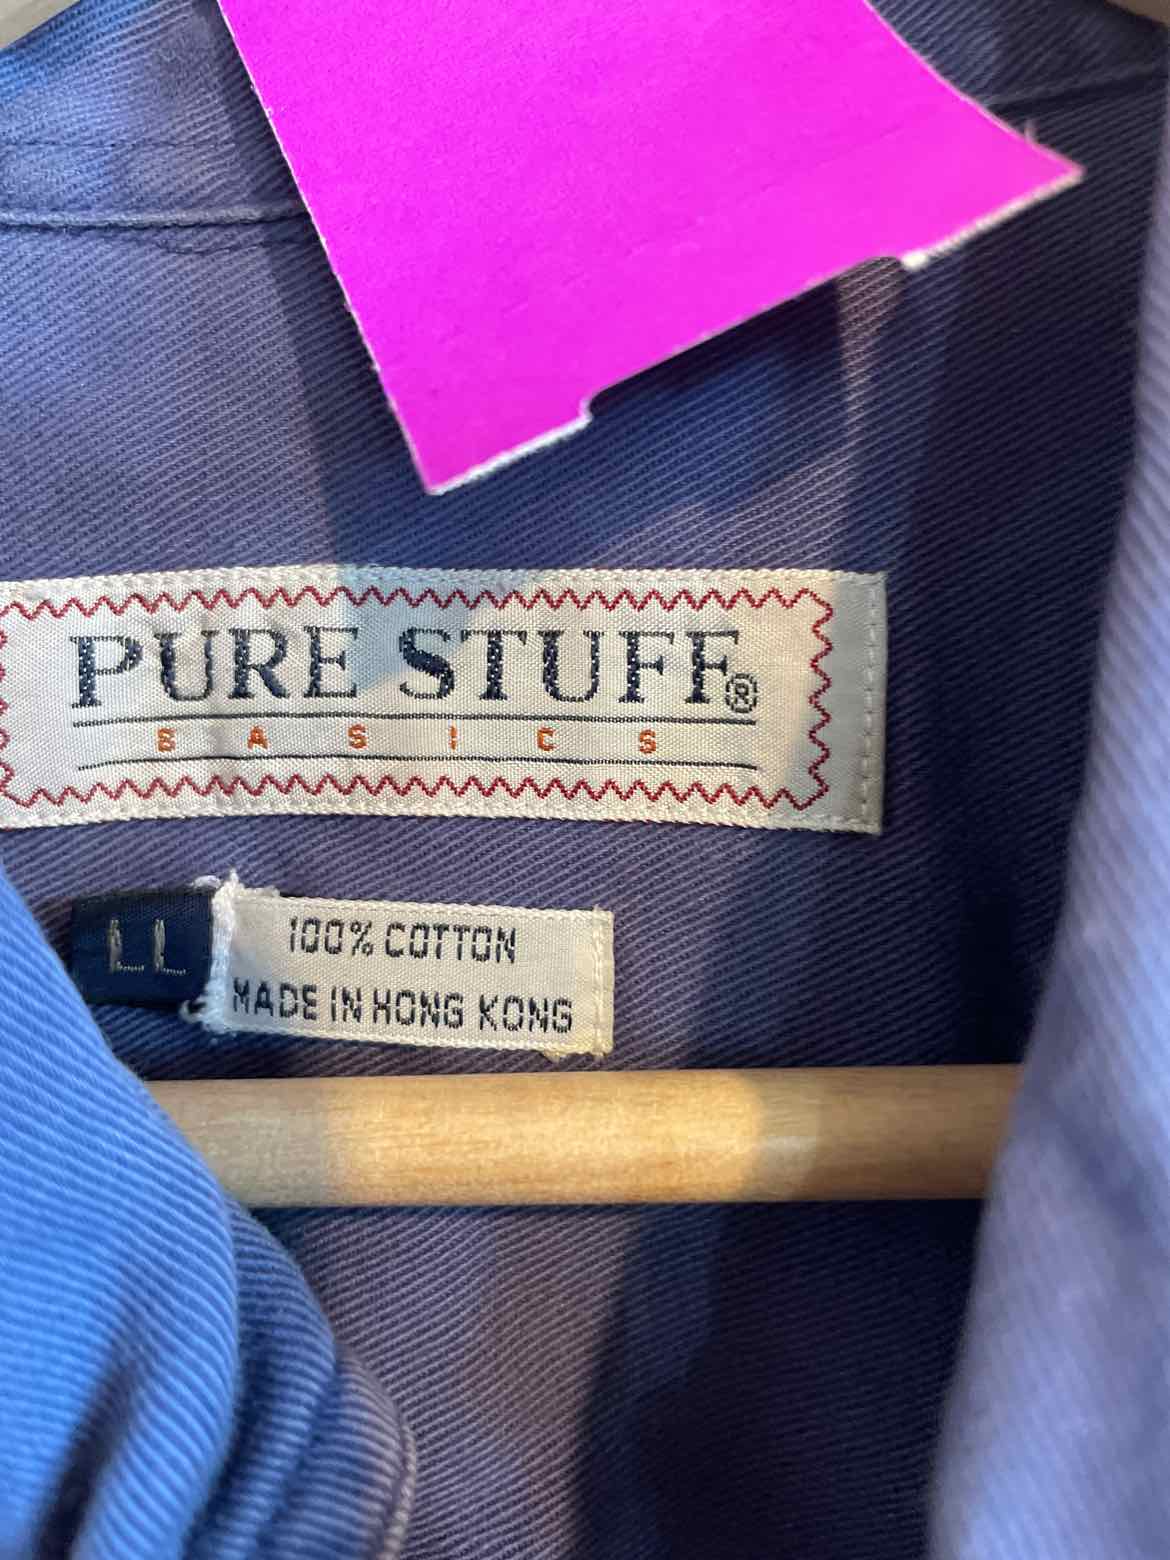 PURE STUFF®
BASICS
LL
100% COTTON
MADE IN HONG KONG